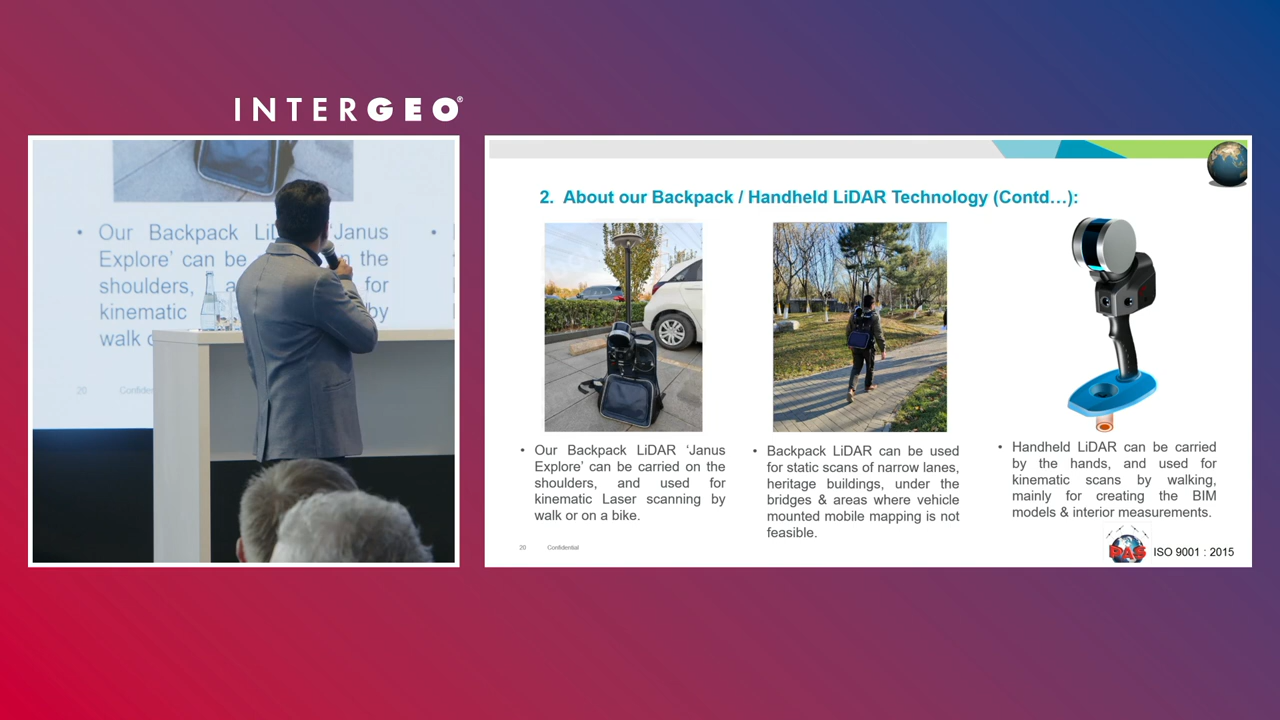 INTERGEO®
• Our Backpack LiDAR 'Janus
Explore' can be on the
shoulders, for
kinematic by
walk
20 Confiden
2. About our Backpack / Handheld LiDAR Technology (Contd...):
• Our Backpack LiDAR 'Janus
Explore' can be carried on the
shoulders, and used for
kinematic Laser scanning by
walk or on a bike.
• Backpack LiDAR can be used
for static scans of narrow lanes,
heritage buildings, under the
bridges & areas where vehicle
mounted mobile mapping is not
feasible.
• Handheld LiDAR can be carried
by the hands, and used for
kinematic scans by walking,
mainly for creating the BIM
models & interior measurements.
20 Confidential
PAS
ISO 9001 : 2015